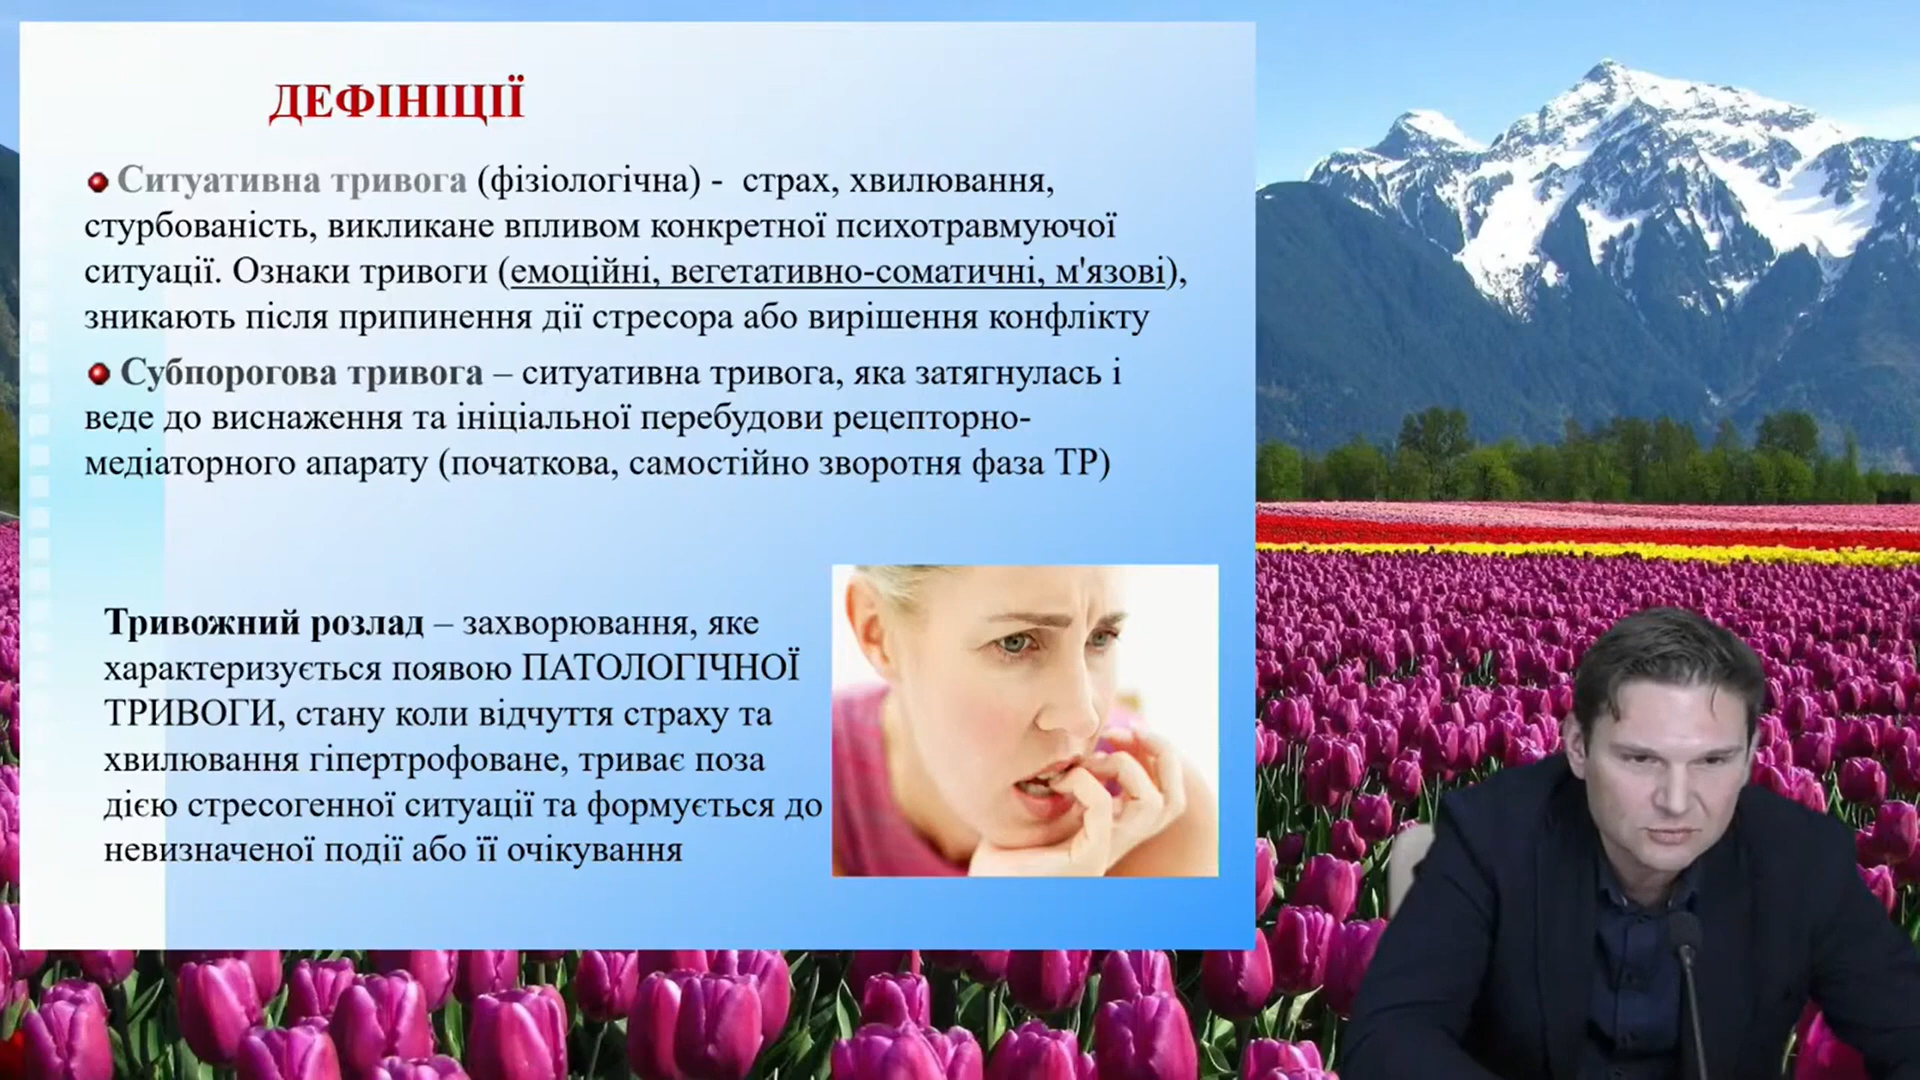 ДЕФІНІЦІЇ
Ситуативна тривога (фізіологічна) - страх, хвилювання,
стурбованість, викликане впливом конкретної психотравмуючої
ситуації. Ознаки тривоги (емоційні, вегетативно-соматичні, м'язові),
зникають після припинення дії стресора або вирішення конфлікту
Субпорогова тривога – ситуативна тривога, яка затягнулась і
веде до виснаження та ініціальної перебудови рецепторно-
медіаторного апарату (початкова, самостійно зворотня фаза ТР)
Тривожний розлад – захворювання, яке
характеризується появою ПАТОЛОГІЧНОЇ
ТРИВОГИ, стану коли відчуття страху та
хвилювання гіпертрофоване, триває поза
дією стресогенної ситуації та формується до
невизначеної події або її очікування